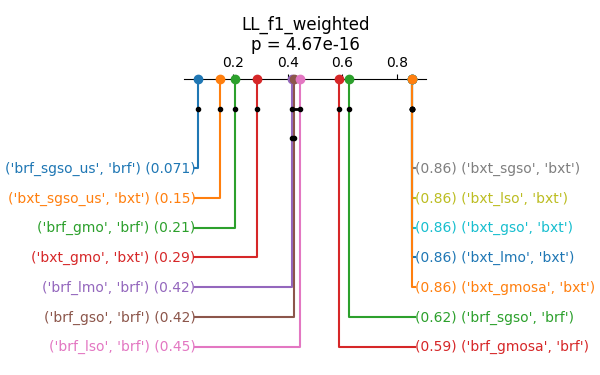 LL_f1_weighted
p = 4.67e-16
0.2 0.4 0.6 0.8
('brf_sgso_us', 'brf') (0.071) (0.86) ('bxt_sgso', 'bxt')
('bxt_sgso_us', 'bxt') (0.15) (0.86) ('bxt_lso', 'bxt')
('brf_gmo', 'brf') (0.21) (0.86) ('bxt_gso', 'bxt')
('bxt_gmo', 'bxt') (0.29) (0.86) ('bxt_lmo', 'bxt')
('brf_lmo', 'brf') (0.42) (0.86) ('bxt_gmosa', 'bxt')
('brf_gso', 'brf') (0.42) (0.62) ('brf_sgso', 'brf')
('brf_lso', 'brf') (0.45) (0.59) ('brf_gmosa', 'brf')